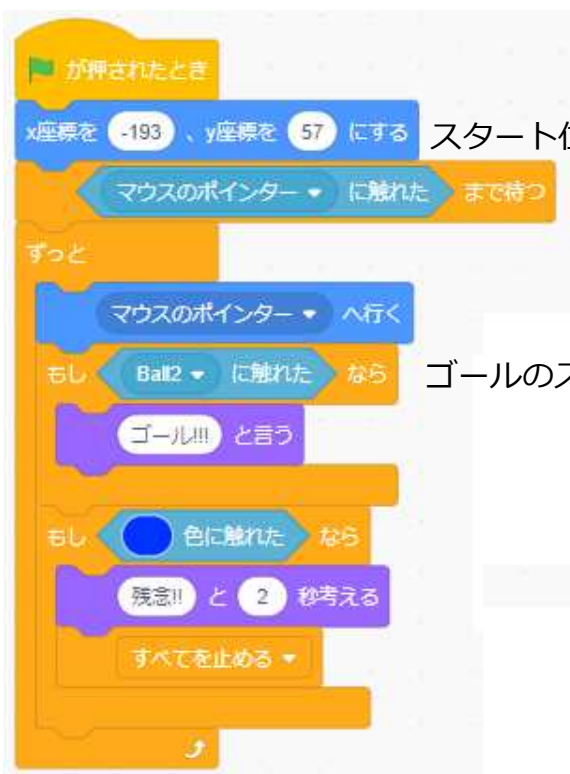 が押されたとき
x座標を -193 、y座標を 57 にする スタート位
マウスのポインター に触れた まで待つ
ずっと
マウスのポインター へ行く
もし Ball2 に触れた なら ゴールのス
ゴール!!! と言う
もし 色に触れた なら
残念!! と 2 秒考える
すべてを止める